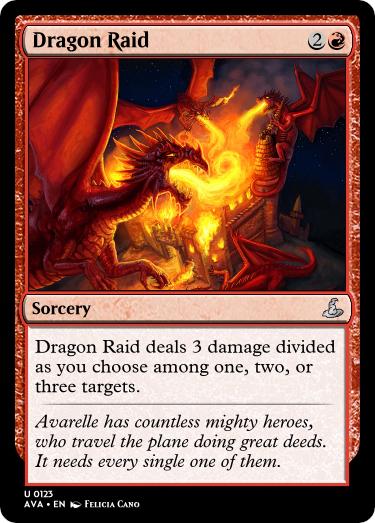 Dragon Raid 2
Sorcery
Dragon Raid deals 3 damage divided
as you choose among one, two, or
three targets.
Avarelle has countless mighty heroes,
who travel the plane doing great deeds.
It needs every single one of them.
U 0123
AVA • EN Felicia Cano